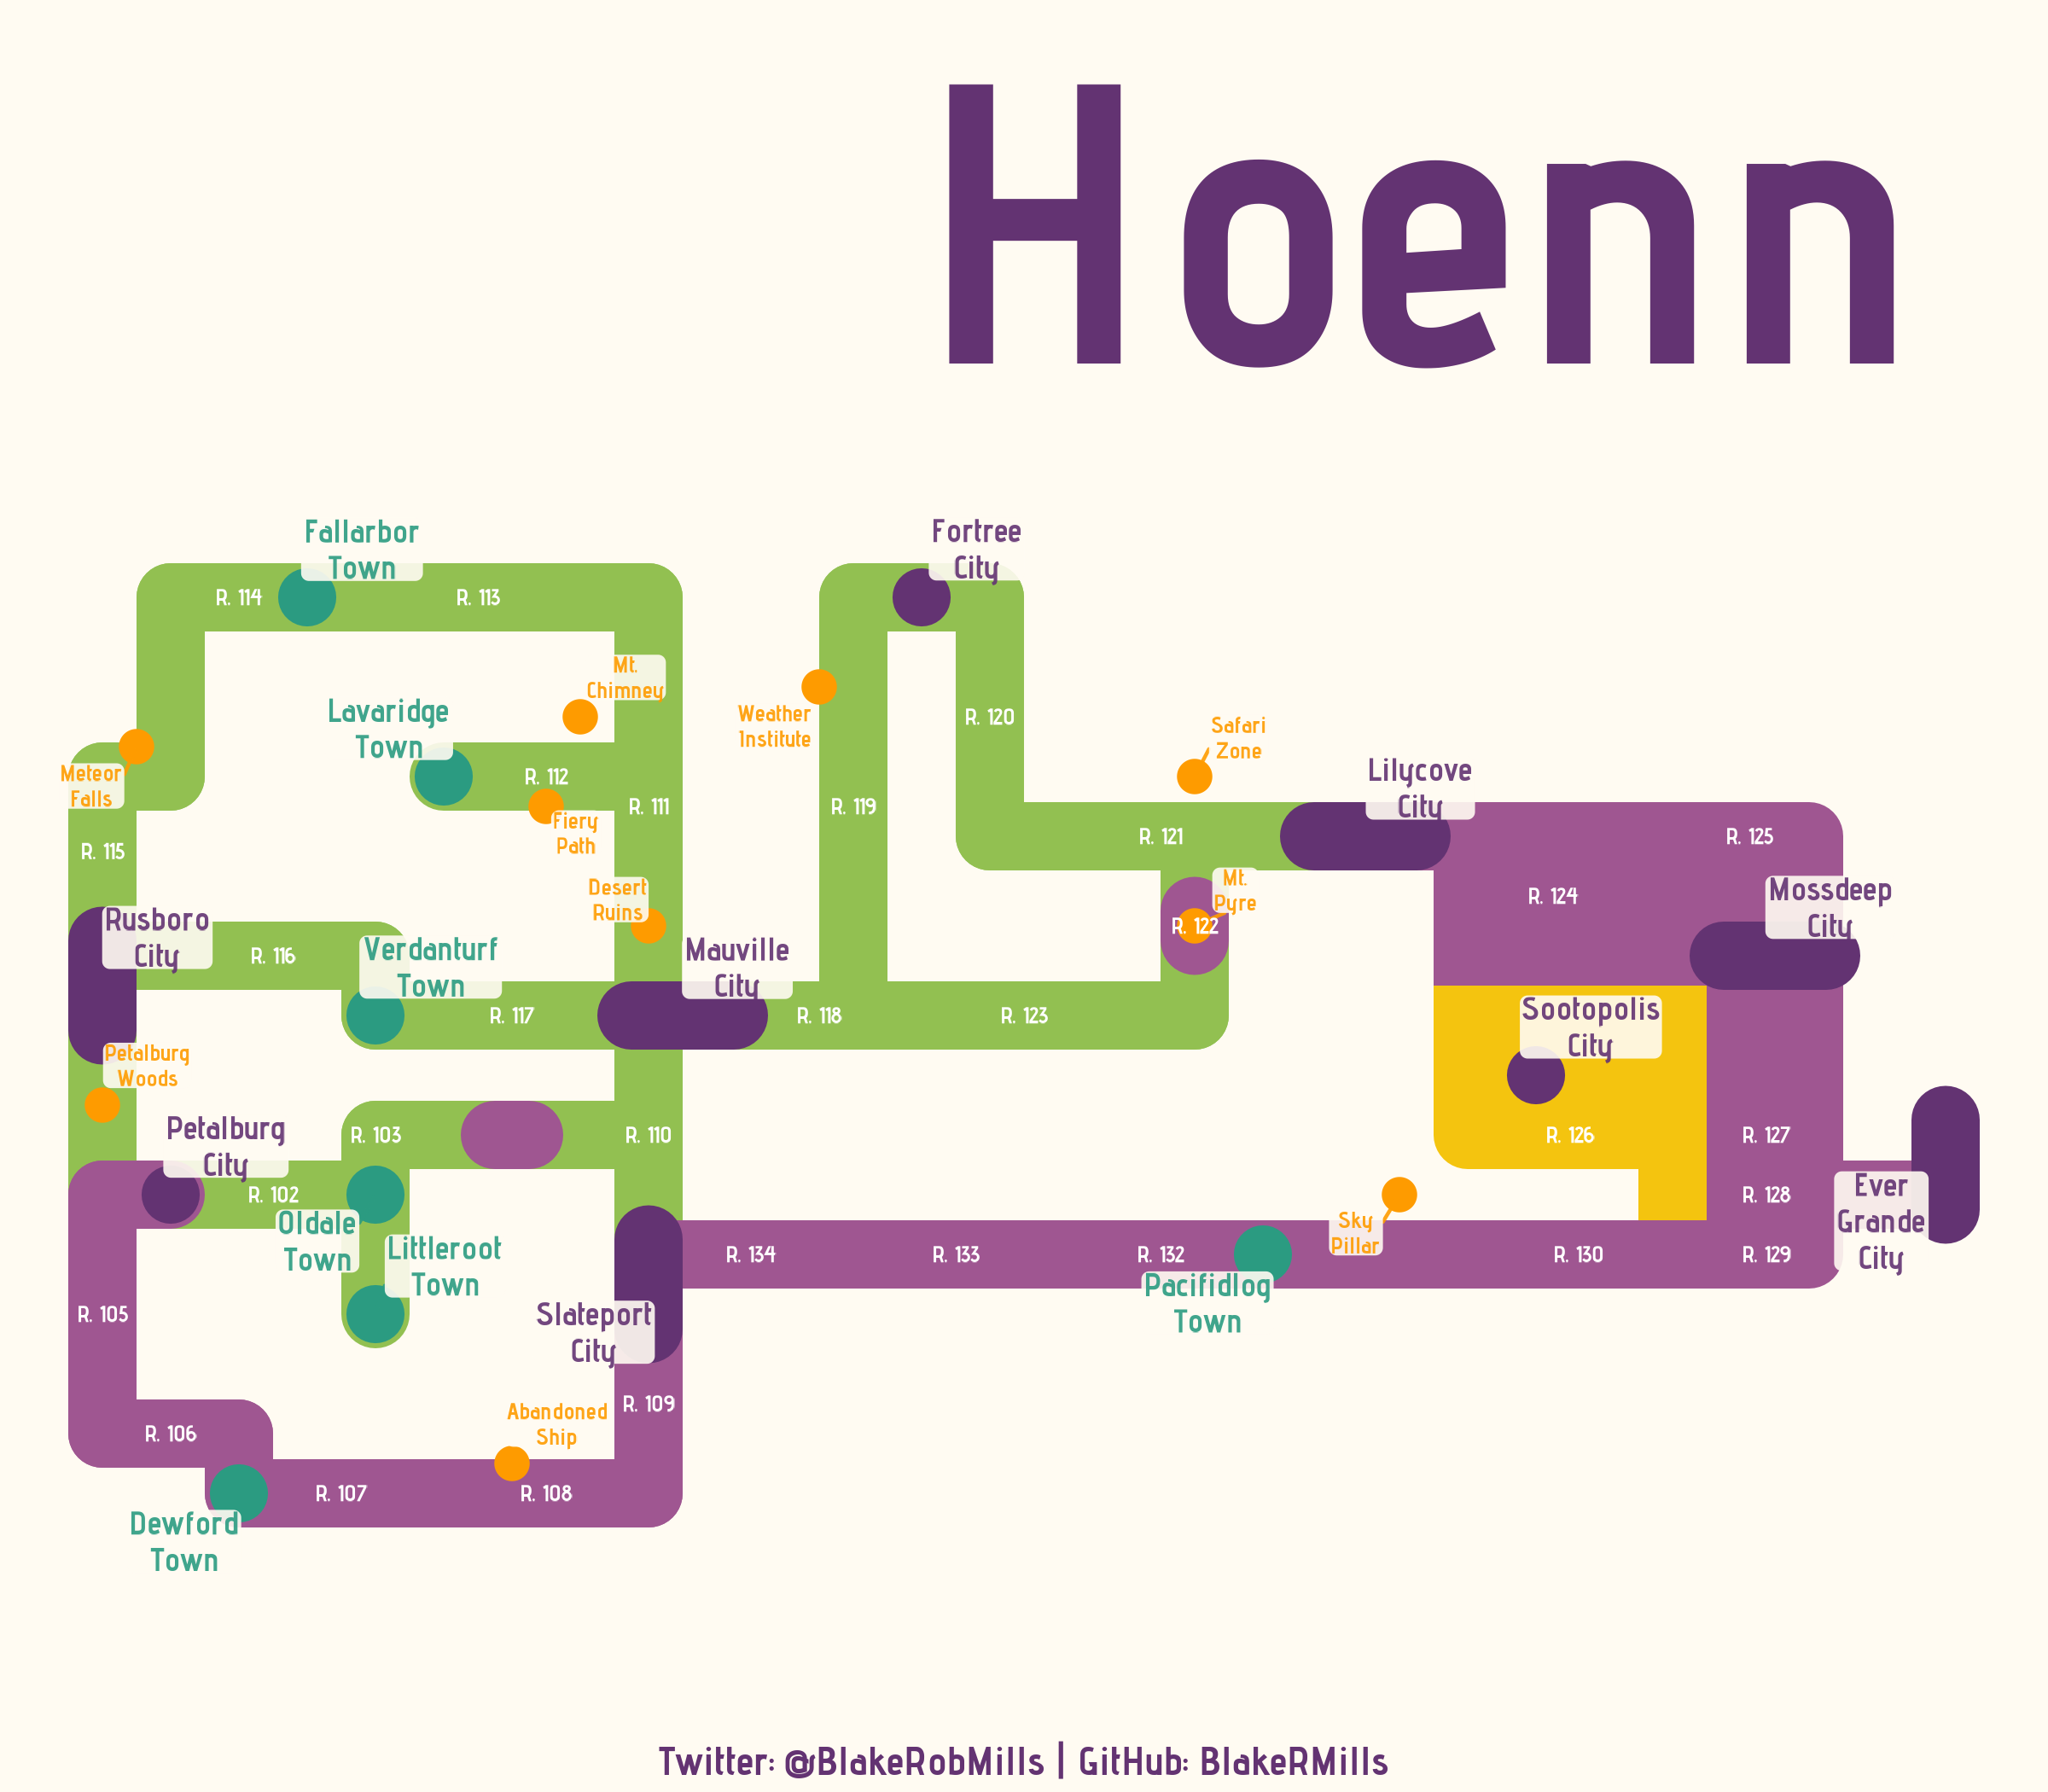 Hoenn
Fallarbor
Town
Fortree
City
R. 114
R. 113
Mt.
Chimney
Lavaridge
Town
Weather
Institute
R. 120
Safari
Zone
Meteor
Falls
R. 112
R. 111
R. 119
Fiery
Path
Lilycove
City
R. 115
R. 121
R. 125
Desert
Ruins
Mt.
Pyre
R. 124
Mossdeep
City
Rusboro
City
R. 116
Verdanturf
Town
Mauville
City
R. 122
R. 117
R. 118
R. 123
Sootopolis
City
Petalburg
Woods
Petalburg
City
R. 103
R. 110
R. 126
R. 127
R. 102
R. 128
Oldale
Town
Littleroot
Town
Sky
Pillar
Ever
Grande
City
R. 134
R. 133
R. 132
R. 130
R. 129
Pacifidlog
Town
R. 105
Slateport
City
R. 109
R. 106
Abandoned
Ship
R. 107
R. 108
Dewford
Town
Twitter: @BlakeRobMills | GitHub: BlakeRMills